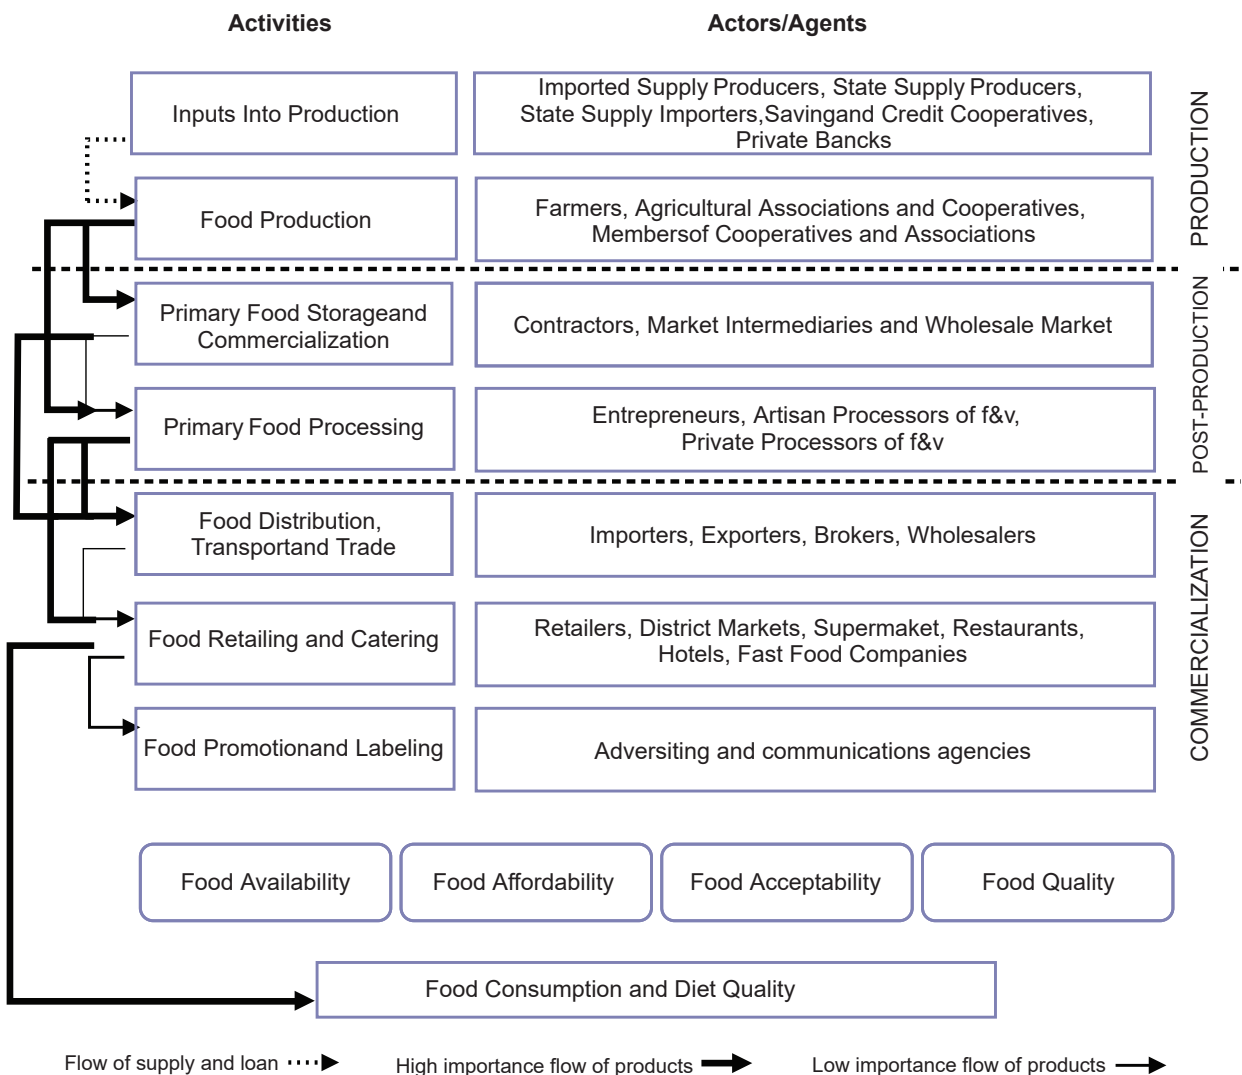 Activities
Actors/Agents
Inputs Into Production
Imported Supply Producers, State Supply Producers,
State Supply Importers,Savingand Credit Cooperatives,
Private Bancks
Food Production
Farmers, Agricultural Associations and Cooperatives,
Membersof Cooperatives and Associations
PRODUCTION
Primary Food Storageand
Commercialization
Contractors, Market Intermediaries and Wholesale Market
Primary Food Processing
Entrepreneurs, Artisan Processors of f&v,
Private Processors of f&v
POST-PRODUCTION
Food Distribution,
Transportand Trade
Importers, Exporters, Brokers, Wholesalers
Food Retailing and Catering
Retailers, District Markets, Supermaket, Restaurants,
Hotels, Fast Food Companies
Food Promotionand Labeling
Adversiting and communications agencies
COMMERCIALIZATION
Food Availability
Food Affordability
Food Acceptability
Food Quality
Food Consumption and Diet Quality
Flow of supply and loan
High importance flow of products
Low importance flow of products